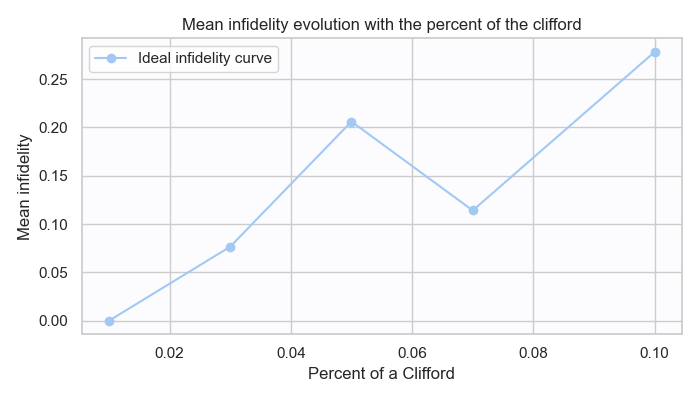 Mean infidelity evolution with the percent of the clifford
Ideal infidelity curve
Mean infidelity
0.25
0.20
0.15
0.10
0.05
0.00
0.02 0.04 0.06 0.08 0.10
Percent of a Clifford